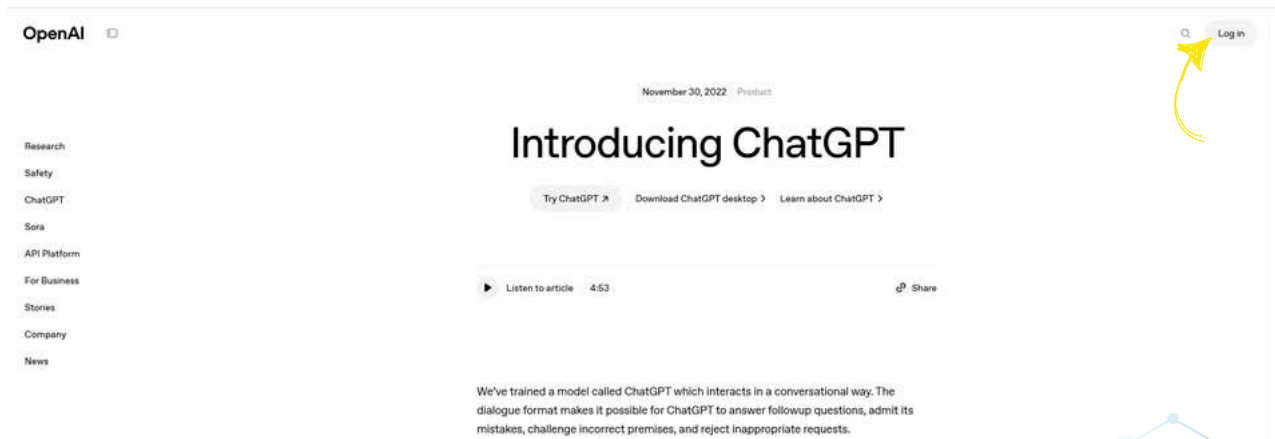 OpenAI
Log in
November 30, 2022 Product
Introducing ChatGPT
Try ChatGPT ↗ Download ChatGPT desktop > Learn about ChatGPT >
Research
Safety
ChatGPT
Sora
API Platform
For Business
Stories
Company
News
Listen to article 4:53
Share
We've trained a model called ChatGPT which interacts in a conversational way. The
dialogue format makes it possible for ChatGPT to answer followup questions, admit its
mistakes, challenge incorrect premises, and reject inappropriate requests.